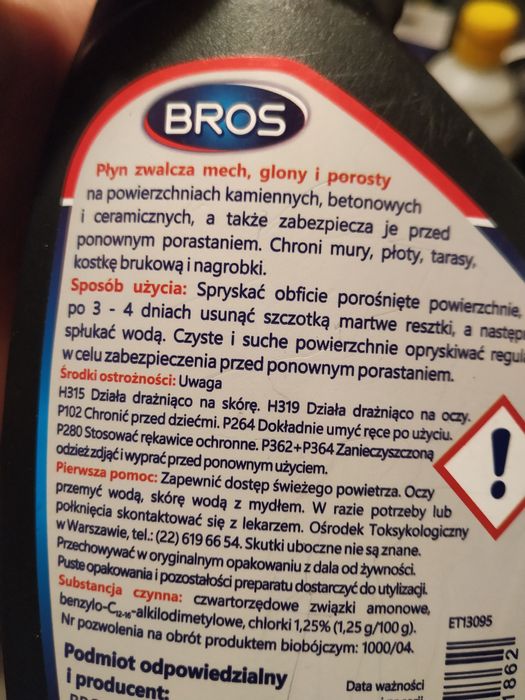 BROS
Płyn zwalcza mech, glony i porosty
na powierzchniach kamiennych, betonowych
i ceramicznych, a także zabezpiecza je przed
ponownym porastaniem. Chroni mury, płoty, tarasy,
kostkę brukową i nagrobki.
Sposób użycia: Spryskać obficie porośnięte powierzchnie,
po 3 - 4 dniach usunąć szczotką martwe resztki, a następ
spłukać wodą. Czyste i suche powierzchnie opryskiwać regul
w celu zabezpieczenia przed ponownym porastaniem.
Środki ostrożności: Uwaga
H315 Działa drażniąco na skórę. H319 Działa drażniąco na oczy.
P102 Chronić przed dziećmi. P264 Dokładnie umyć ręce po użyciu.
P280 Stosować rękawice ochronne. P362+P364 Zanieczyszczoną
odzież zdjąć i wyprać przed ponownym użyciem.
Pierwsza pomoc: Zapewnić dostęp świeżego powietrza. Oczy
przemyć wodą, skórę wodą z mydłem. W razie potrzeby lub
połknięcia skontaktować się z lekarzem. Ośrodek Toksykologiczny
w Warszawie, tel.: (22) 619 66 54. Skutki uboczne nie są znane.
Przechowywać w oryginalnym opakowaniu z dala od żywności.
Puste opakowania i pozostałości preparatu dostarczyć do utylizacji.
Substancja czynna: czwartorzędowe związki amonowe,
benzylo-C₁₂₋₁₆-alkilodimetylowe, chlorki 1,25% (1,25 g/100 g).
Nr pozwolenia na obrót produktem biobójczym: 1000/04.
ET13095
862
Podmiot odpowiedzialny
i producent:
Data ważności